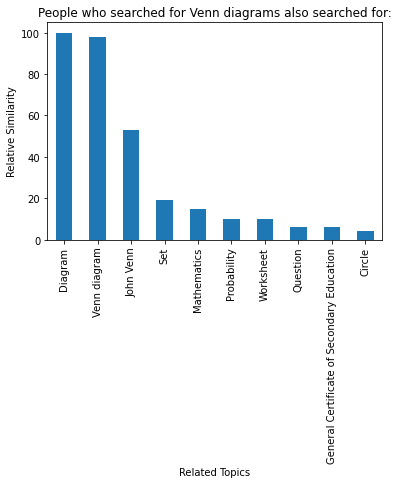 People who searched for Venn diagrams also searched for:
100
80
60
40
20
0
Relative Similarity
Diagram
Venn diagram
John Venn
Set
Mathematics
Probability
Worksheet
Question
General Certificate of Secondary Education
Circle
Related Topics